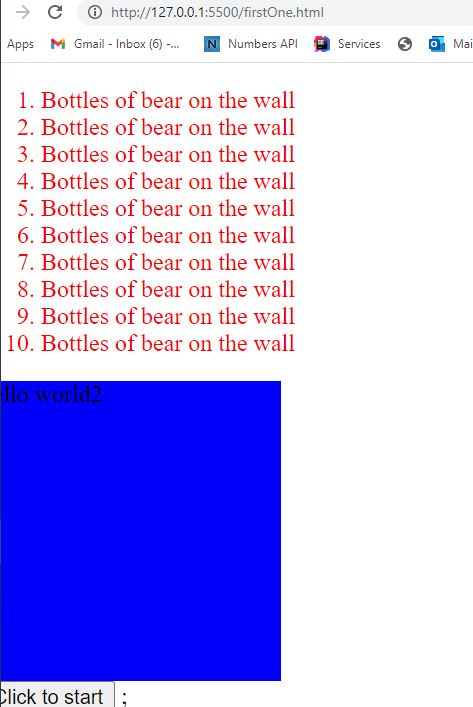 http://127.0.0.1:5500/firstOne.html
Apps Gmail - Inbox (6) -... N Numbers API Services Mai
1. Bottles of bear on the wall
2. Bottles of bear on the wall
3. Bottles of bear on the wall
4. Bottles of bear on the wall
5. Bottles of bear on the wall
6. Bottles of bear on the wall
7. Bottles of bear on the wall
8. Bottles of bear on the wall
9. Bottles of bear on the wall
10. Bottles of bear on the wall
ello world2
Click to start ;